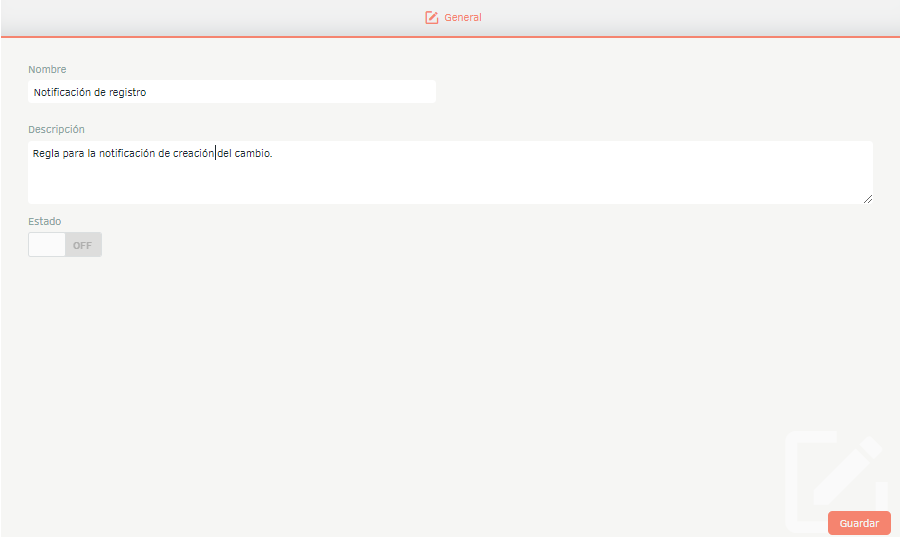 General
Nombre
Notificación de registro
Descripción
Regla para la notificación de creación del cambio.
Estado
OFF
Guardar